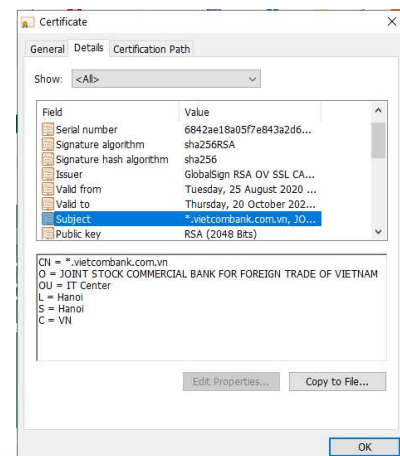 Certificate
General Details Certification Path
Show: <All>
Field Value
Serial number 6842ae18a05f7e843a2d6...
Signature algorithm sha256RSA
Signature hash algorithm sha256
Issuer GlobalSign RSA OV SSL CA...
Valid from Tuesday, 25 August 2020 ...
Valid to Thursday, 20 October 202...
Subject *.vietcombank.com.vn, JO...
Public key RSA (2048 Bits)
CN = *.vietcombank.com.vn
O = JOINT STOCK COMMERCIAL BANK FOR FOREIGN TRADE OF VIETNAM
OU = IT Center
L = Hanoi
S = Hanoi
C = VN
Edit Properties... Copy to File...
OK